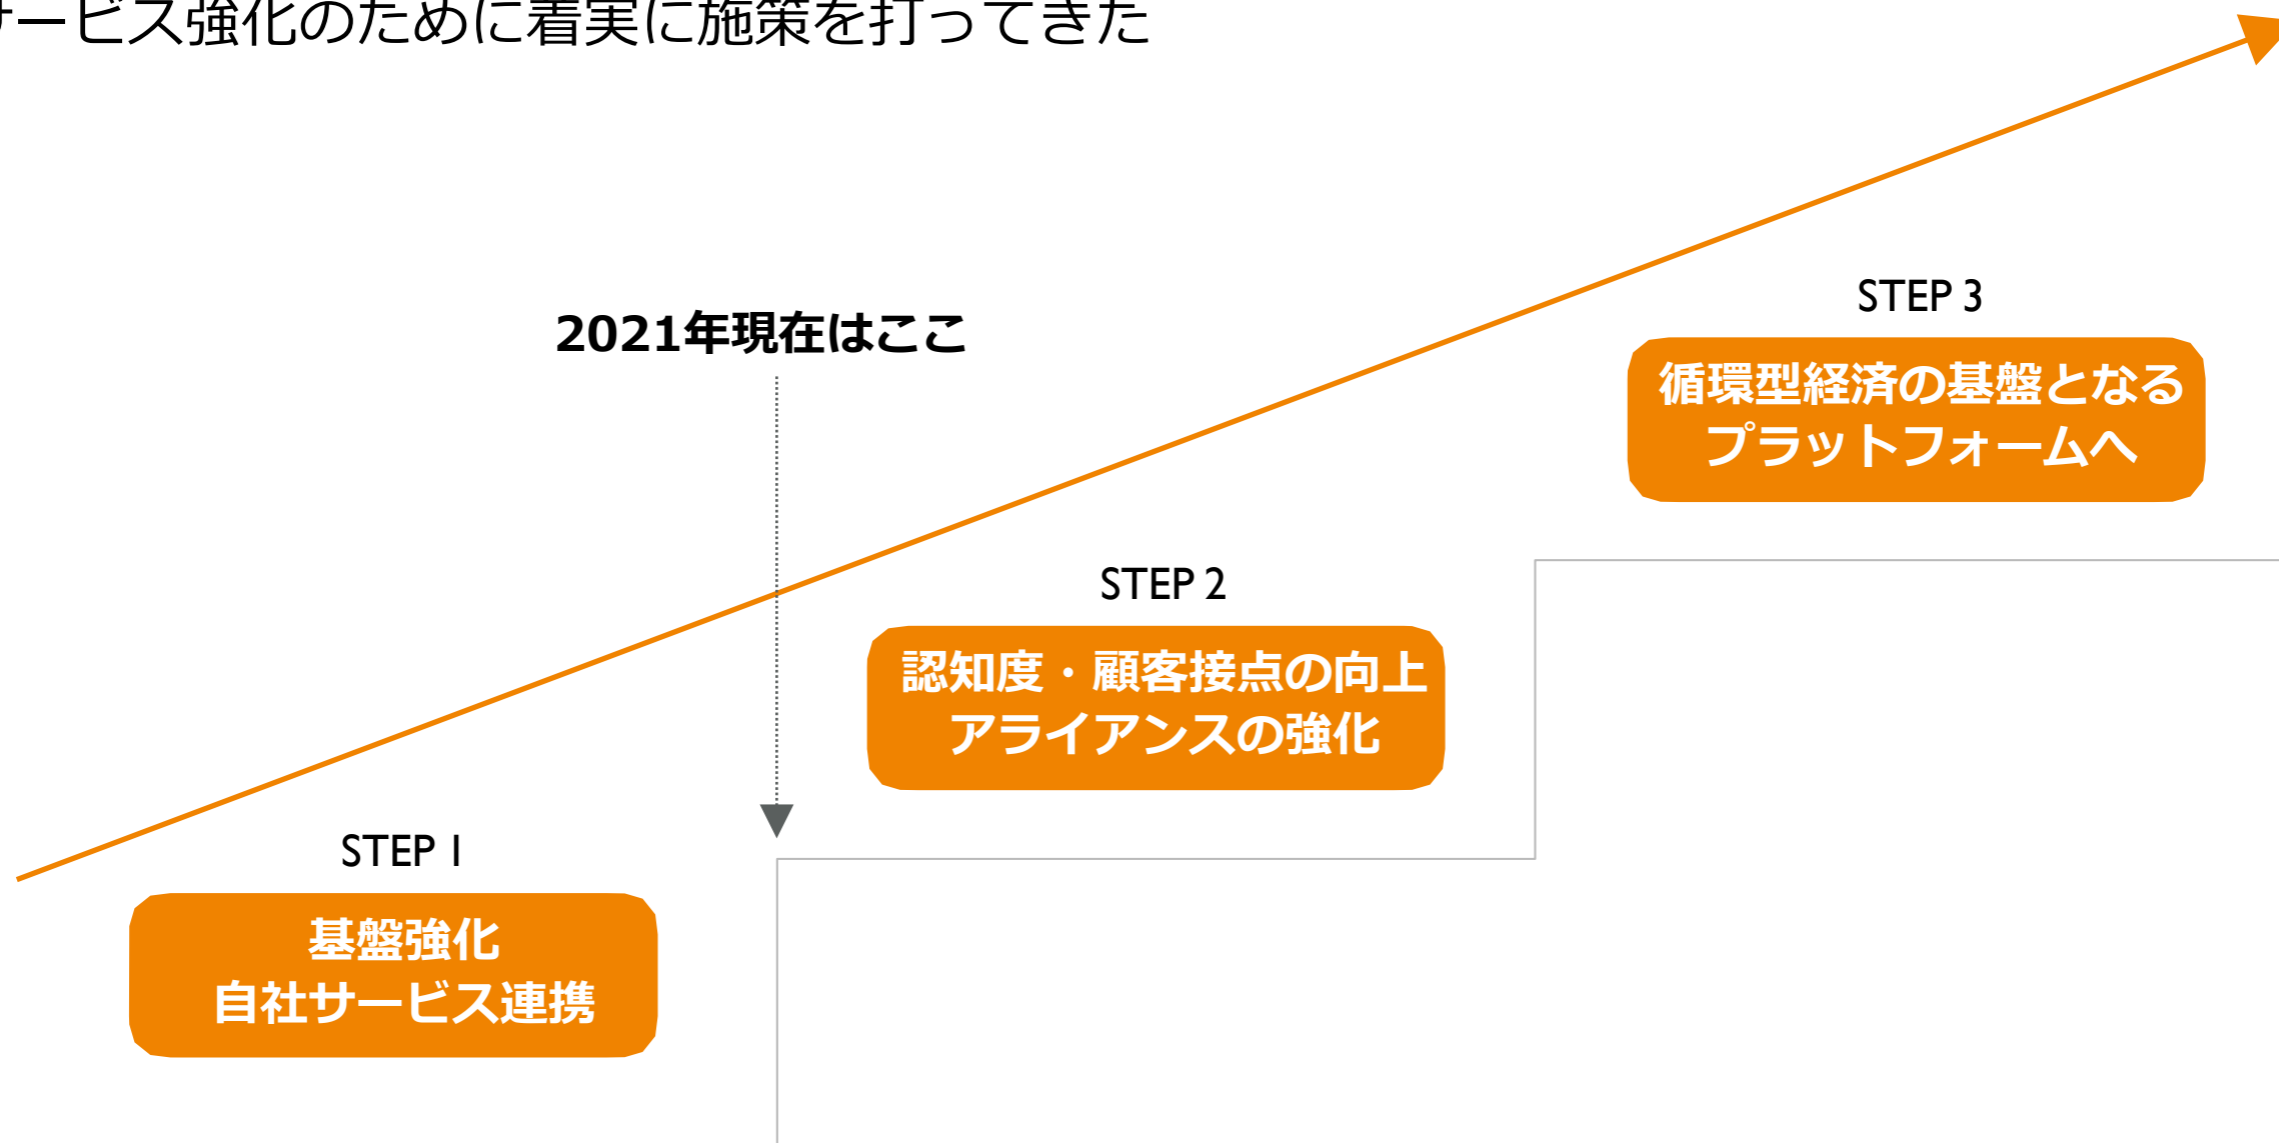 サービス強化のために着実に施策を打ってきた
2021年現在はここ
STEP 3
循環型経済の基盤となる
プラットフォームへ
STEP 2
認知度・顧客接点の向上
アライアンスの強化
STEP 1
基盤強化
自社サービス連携